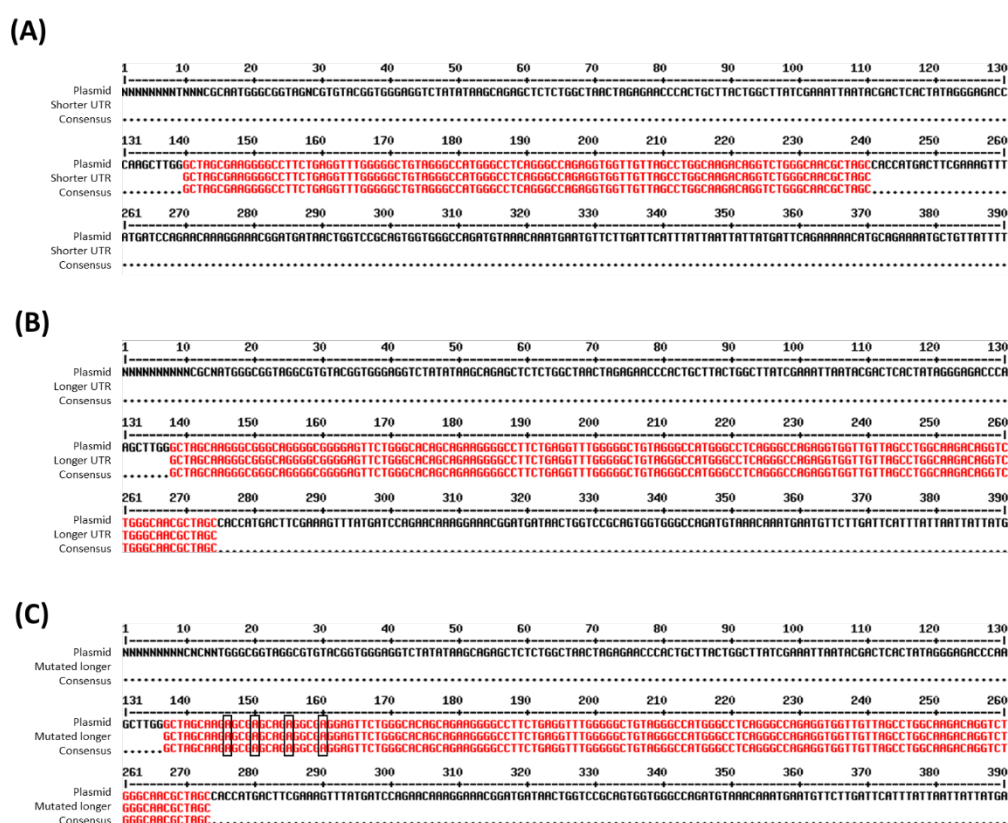 (A)
1 10 20 30 40 50 60 70 80 90 100 110 120 130
Plasmid NNNNNNNNTNNNCGCAATGGGCGGTAGNCGTGTACGGTGGGAGGTCTATATAAGCAGAGCTCTCTGGCTAACTAGAGAACCCACTGCTTACTGGCTTATCGAAATTAATACGACTCACTATAGGGAGACC
Shorter UTR
Consensus
131 140 150 160 170 180 190 200 210 220 230 240 250 260
Plasmid CAAGCTTGGGCTAGCGAAGGGGCCTTCTGAGGTTTGGGGGCTGTAGGGCCATGGGCCTCAGGGCCAGAGGTGGTTGTTAGCCTGGCAAGACAGGTCTGGGCAACGCTAGCCACCATGACTTCGAAAGTTT
Shorter UTR GCTAGCGAAGGGGCCTTCTGAGGTTTGGGGGCTGTAGGGCCATGGGCCTCAGGGCCAGAGGTGGTTGTTAGCCTGGCAAGACAGGTCTGGGCAACGCTAGC
Consensus .........GCTAGCGAAGGGGCCTTCTGAGGTTTGGGGGCTGTAGGGCCATGGGCCTCAGGGCCAGAGGTGGTTGTTAGCCTGGCAAGACAGGTCTGGGCAACGCTAGC....................
261 270 280 290 300 310 320 330 340 350 360 370 380 390
Plasmid ATGATCCAGAACAAAGGAAACGGATGATAACTGGTCCGCAGTGGTGGGCCAGATGTAAACAAATGAATGTTCTTGATTCATTTATTAATTATTATGATTCAGAAAAACATGCAGAAAATGCTGTTATTTT
Shorter UTR
Consensus
(B)
1 10 20 30 40 50 60 70 80 90 100 110 120 130
Plasmid NNNNNNNNNNCGCNATGGGCGGTAGGCGTGTACGGTGGGAGGTCTATATAAGCAGAGCTCTCTGGCTAACTAGAGAACCCACTGCTTACTGGCTTATCGAAATTAATACGACTCACTATAGGGAGACCCA
Longer UTR
Consensus
131 140 150 160 170 180 190 200 210 220 230 240 250 260
Plasmid AGCTTGGGCTAGCAAGGGCGGGCAGGGGCGGGGAGTTCTGGGCACAGCAGAAGGGGCCTTCTGAGGTTTGGGGGCTGTAGGGCCATGGGCCTCAGGGCCAGAGGTGGTTGTTAGCCTGGCAAGACAGGTC
Longer UTR GCTAGCAAGGGCGGGCAGGGGCGGGGAGTTCTGGGCACAGCAGAAGGGGCCTTCTGAGGTTTGGGGGCTGTAGGGCCATGGGCCTCAGGGCCAGAGGTGGTTGTTAGCCTGGCAAGACAGGTC
Consensus .......GCTAGCAAGGGCGGGCAGGGGCGGGGAGTTCTGGGCACAGCAGAAGGGGCCTTCTGAGGTTTGGGGGCTGTAGGGCCATGGGCCTCAGGGCCAGAGGTGGTTGTTAGCCTGGCAAGACAGGTC
261 270 280 290 300 310 320 330 340 350 360 370 380 390
Plasmid TGGGCAACGCTAGCCACCATGACTTCGAAAGTTTATGATCCAGAACAAAGGAAACGGATGATAACTGGTCCGCAGTGGTGGGCCAGATGTAAACAAATGAATGTTCTTGATTCATTTATTAATTATTATG
Longer UTR TGGGCAACGCTAGC
Consensus TGGGCAACGCTAGC
(C)
1 10 20 30 40 50 60 70 80 90 100 110 120 130
Plasmid NNNNNNNNNCNCNNTGGGCGGTAGGCGTGTACGGTGGGAGGTCTATATAAGCAGAGCTCTCTGGCTAACTAGAGAACCCACTGCTTACTGGCTTATCGAAATTAATACGACTCACTATAGGGAGACCCAA
Mutated longer
Consensus
131 140 150 160 170 180 190 200 210 220 230 240 250 260
Plasmid GCTTGGGCTAGCAAGAGCGAGCAGAGGCGAGGAGTTCTGGGCACAGCAGAAGGGGCCTTCTGAGGTTTGGGGGCTGTAGGGCCATGGGCCTCAGGGCCAGAGGTGGTTGTTAGCCTGGCAAGACAGGTCT
Mutated longer GCTAGCAAGAGCGAGCAGAGGCGAGGAGTTCTGGGCACAGCAGAAGGGGCCTTCTGAGGTTTGGGGGCTGTAGGGCCATGGGCCTCAGGGCCAGAGGTGGTTGTTAGCCTGGCAAGACAGGTCT
Consensus ......GCTAGCAAGAGCGAGCAGAGGCGAGGAGTTCTGGGCACAGCAGAAGGGGCCTTCTGAGGTTTGGGGGCTGTAGGGCCATGGGCCTCAGGGCCAGAGGTGGTTGTTAGCCTGGCAAGACAGGTCT
261 270 280 290 300 310 320 330 340 350 360 370 380 390
Plasmid GGGCAACGCTAGCCACCATGACTTCGAAAGTTTATGATCCAGAACAAAGGAAACGGATGATAACTGGTCCGCAGTGGTGGGCCAGATGTAAACAAATGAATGTTCTTGATTCATTTATTAATTATTATGA
Mutated longer GGGCAACGCTAGC
Consensus GGGCAACGCTAGC